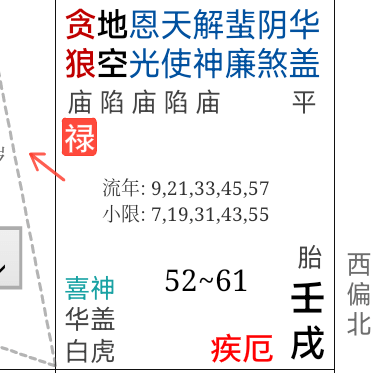 贪地恩天解蜚阴华
狼空光使神廉煞盖
庙陷庙陷庙 平
禄
流年: 9,21,33,45,57
小限: 7,19,31,43,55
喜神
华盖
白虎
52~61
疾厄
胎
壬
戌
西
偏
北